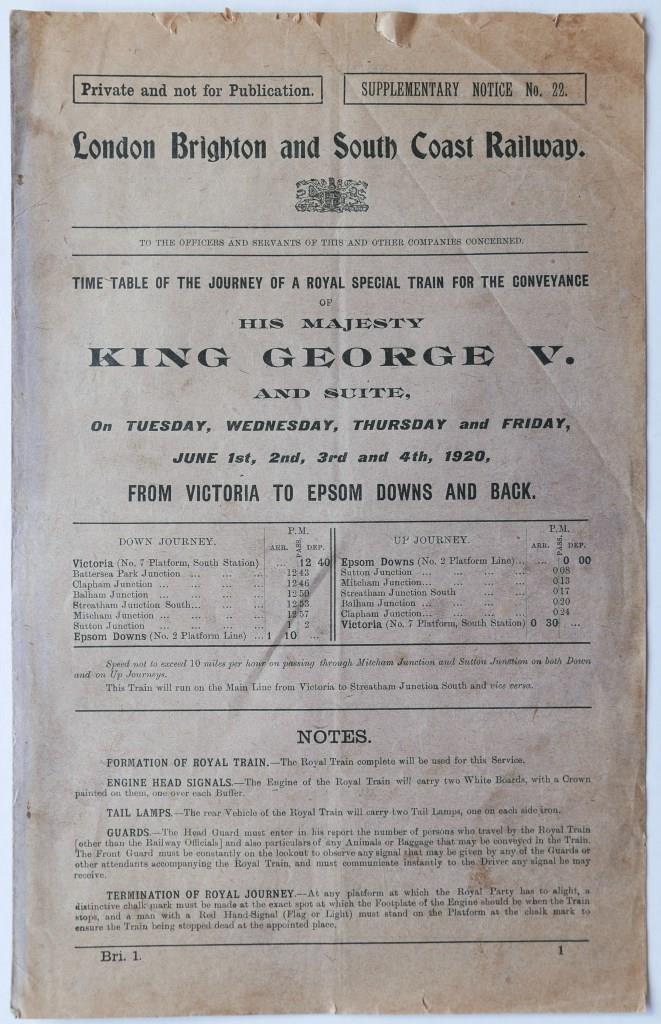 Private and not for Publication.
SUPPLEMENTARY NOTICE No. 22.
London Brighton and South Coast Railway.
TO THE OFFICERS AND SERVANTS OF THIS AND OTHER COMPANIES CONCERNED.
TIME TABLE OF THE JOURNEY OF A ROYAL SPECIAL TRAIN FOR THE CONVEYANCE
OF
HIS MAJESTY
KING GEORGE V.
AND SUITE,
On TUESDAY, WEDNESDAY, THURSDAY and FRIDAY,
JUNE 1st, 2nd, 3rd and 4th, 1920,
FROM VICTORIA TO EPSOM DOWNS AND BACK.
P.M.
DOWN JOURNEY. ARR. PASS. DEP.
Victoria (No. 7 Platform, South Station) ... 12 40
Battersea Park Junction ... ... ... 12 43
Clapham Junction ... ... ... ... 12 46
Balham Junction ... ... ... ... 12 50
Streatham Junction South... ... ... 12 53
Mitcham Junction ... ... ... ... 12 57
Sutton Junction ... ... ... ... 1 2
Epsom Downs (No. 2 Platform Line) ... 1 10 ...
P.M.
UP JOURNEY. ARR. PASS. DEP.
Epsom Downs (No. 2 Platform Line)... ... 0 00
Sutton Junction ... ... ... ... 0.08
Mitcham Junction... ... ... ... 0.13
Streatham Junction South ... ... 0.17
Balham Junction ... ... ... ... 0.20
Clapham Junction... ... ... ... 0.24
Victoria (No. 7 Platform, South Station) 0 30 ...
Speed not to exceed 10 miles per hour on passing through Mitcham Junction and Sutton Junction on both Down
and on Up Journeys.
This Train will run on the Main Line from Victoria to Streatham Junction South and vice versa.
NOTES.
FORMATION OF ROYAL TRAIN.—The Royal Train complete will be used for this Service.
ENGINE HEAD SIGNALS.—The Engine of the Royal Train will carry two White Boards, with a Crown
painted on them, one over each Buffer.
TAIL LAMPS.—The rear Vehicle of the Royal Train will carry two Tail Lamps, one on each side iron.
GUARDS.—The Head Guard must enter in his report the number of persons who travel by the Royal Train
[other than the Railway Officials] and also particulars of any Animals or Baggage that may be conveyed in the Train.
The Front Guard must be constantly on the lookout to observe any signal that may be given by any of the Guards or
other attendants accompanying the Royal Train, and must communicate instantly to the Driver any signal he may
receive.
TERMINATION OF ROYAL JOURNEY.—At any platform at which the Royal Party has to alight, a
distinctive chalk mark must be made at the exact spot at which the Footplate of the Engine should be when the Train
stops, and a man with a Red Hand-Signal (Flag or Light) must stand on the Platform at the chalk mark to
ensure the Train being stopped dead at the appointed place.
Bri. 1.
1